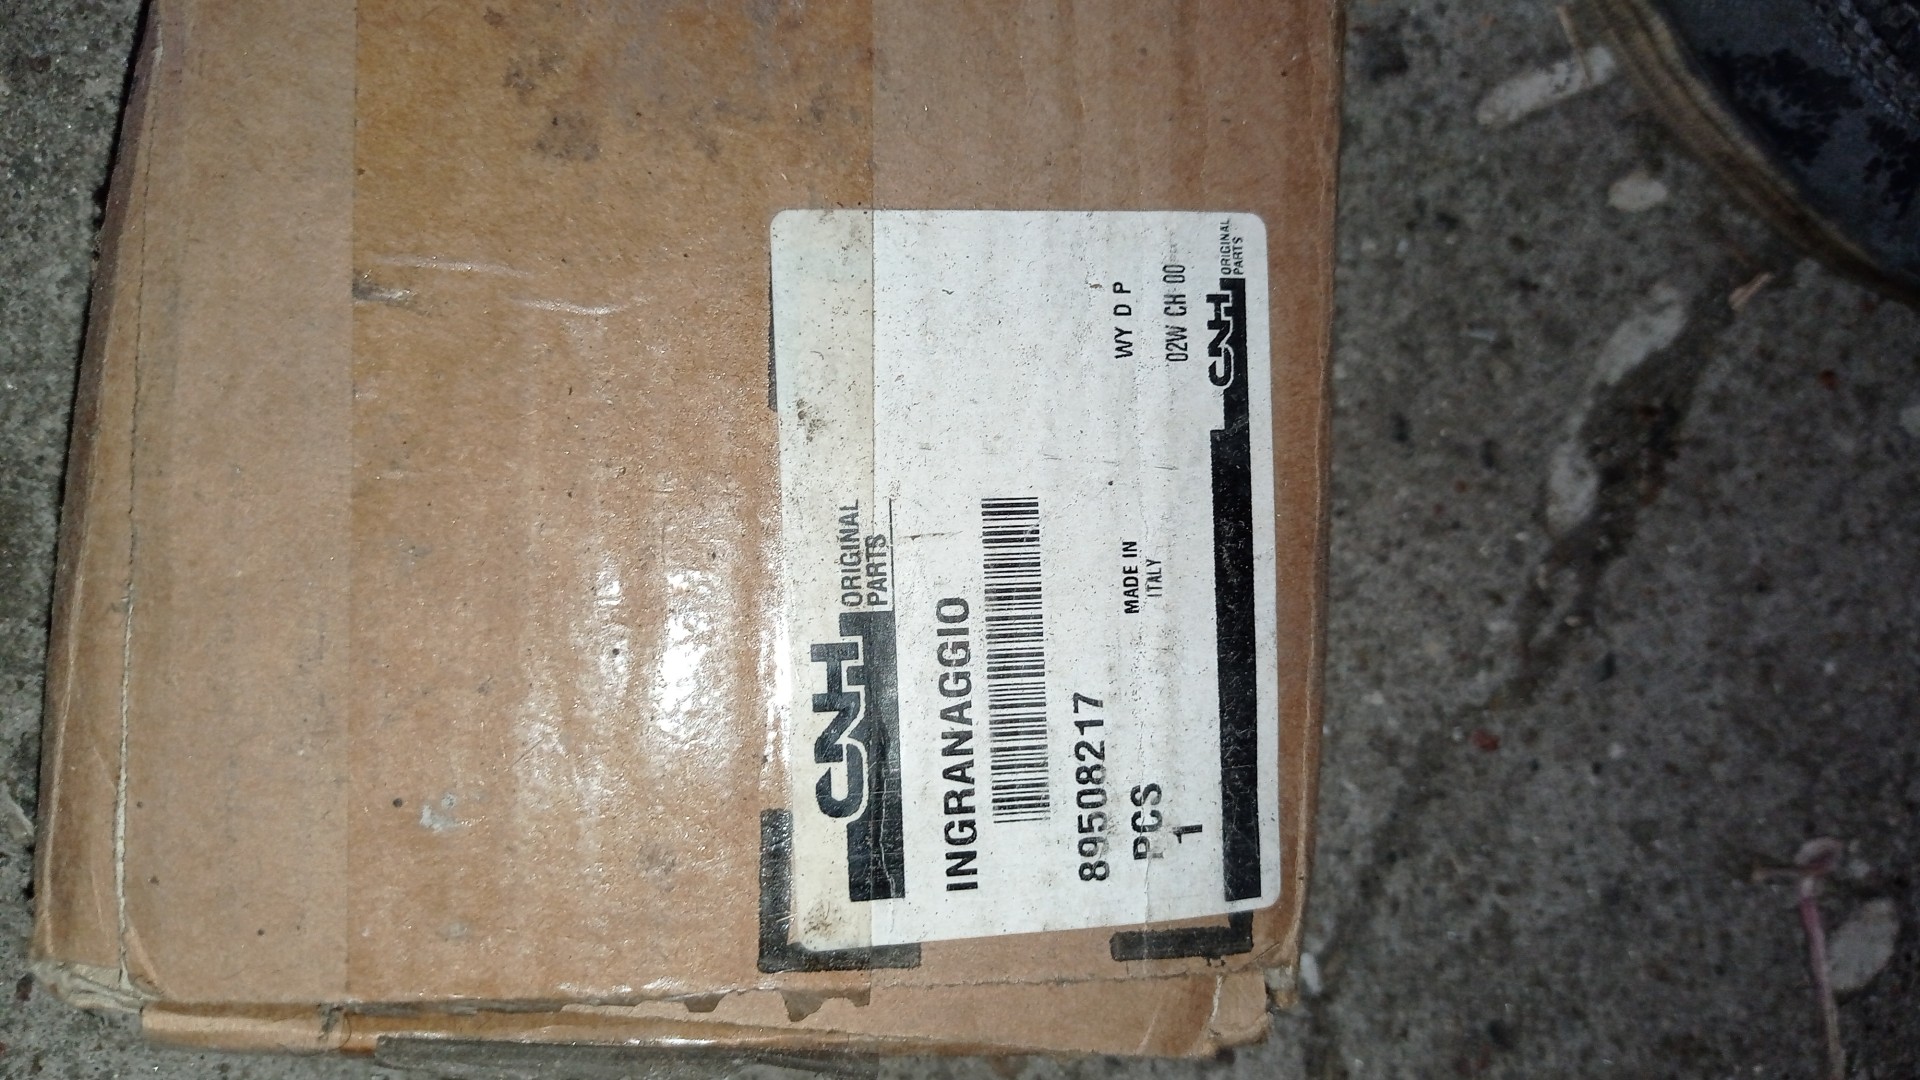 CNH ORIGINAL
PARTS
INGRANAGGIO
89508217
PCS
1
MADE IN
ITALY
WY D P
02W CH 00
CNH ORIGINAL
PARTS